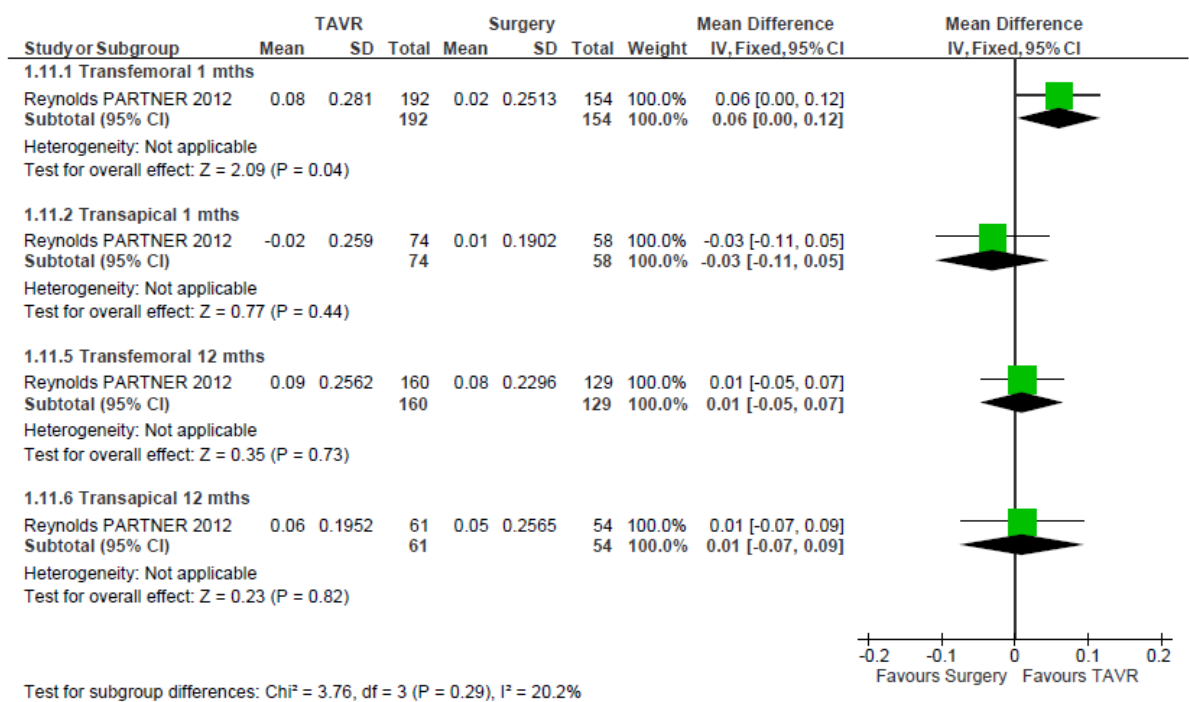 TAVR Surgery Mean Difference Mean Difference
Study or Subgroup Mean SD Total Mean SD Total Weight IV, Fixed, 95% CI IV, Fixed, 95% CI
1.11.1 Transfemoral 1 mths
Reynolds PARTNER 2012 0.08 0.281 192 0.02 0.2513 154 100.0% 0.06 [0.00, 0.12]
Subtotal (95% CI) 192 154 100.0% 0.06 [0.00, 0.12]
Heterogeneity: Not applicable
Test for overall effect: Z = 2.09 (P = 0.04)
1.11.2 Transapical 1 mths
Reynolds PARTNER 2012 -0.02 0.259 74 0.01 0.1902 58 100.0% -0.03 [-0.11, 0.05]
Subtotal (95% CI) 74 58 100.0% -0.03 [-0.11, 0.05]
Heterogeneity: Not applicable
Test for overall effect: Z = 0.77 (P = 0.44)
1.11.5 Transfemoral 12 mths
Reynolds PARTNER 2012 0.09 0.2562 160 0.08 0.2296 129 100.0% 0.01 [-0.05, 0.07]
Subtotal (95% CI) 160 129 100.0% 0.01 [-0.05, 0.07]
Heterogeneity: Not applicable
Test for overall effect: Z = 0.35 (P = 0.73)
1.11.6 Transapical 12 mths
Reynolds PARTNER 2012 0.06 0.1952 61 0.05 0.2565 54 100.0% 0.01 [-0.07, 0.09]
Subtotal (95% CI) 61 54 100.0% 0.01 [-0.07, 0.09]
Heterogeneity: Not applicable
Test for overall effect: Z = 0.23 (P = 0.82)
-0.2 -0.1 0 0.1 0.2
Favours Surgery Favours TAVR
Test for subgroup differences: Chi² = 3.76, df = 3 (P = 0.29), I² = 20.2%